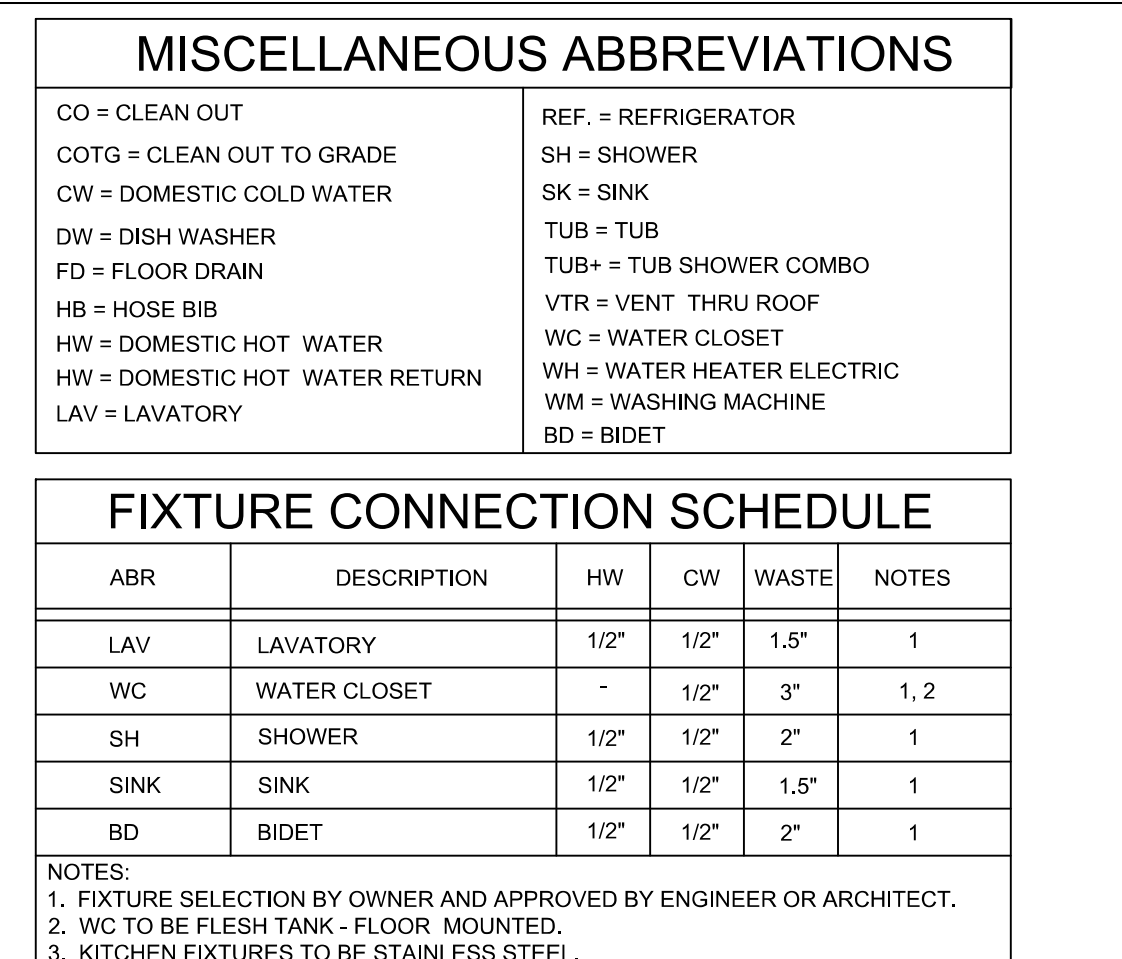 MISCELLANEOUS ABBREVIATIONS
CO = CLEAN OUT
COTG = CLEAN OUT TO GRADE
CW = DOMESTIC COLD WATER
DW = DISH WASHER
FD = FLOOR DRAIN
HB = HOSE BIB
HW = DOMESTIC HOT WATER
HW = DOMESTIC HOT WATER RETURN
LAV = LAVATORY
REF. = REFRIGERATOR
SH = SHOWER
SK = SINK
TUB = TUB
TUB+ = TUB SHOWER COMBO
VTR = VENT THRU ROOF
WC = WATER CLOSET
WH = WATER HEATER ELECTRIC
WM = WASHING MACHINE
BD = BIDET
FIXTURE CONNECTION SCHEDULE
ABR DESCRIPTION HW CW WASTE NOTES
LAV LAVATORY 1/2" 1/2" 1.5" 1
WC WATER CLOSET - 1/2" 3" 1, 2
SH SHOWER 1/2" 1/2" 2" 1
SINK SINK 1/2" 1/2" 1.5" 1
BD BIDET 1/2" 1/2" 2" 1
NOTES:
1. FIXTURE SELECTION BY OWNER AND APPROVED BY ENGINEER OR ARCHITECT.
2. WC TO BE FLESH TANK - FLOOR MOUNTED.
3. KITCHEN FIXTURES TO BE STAINLESS STEEL.